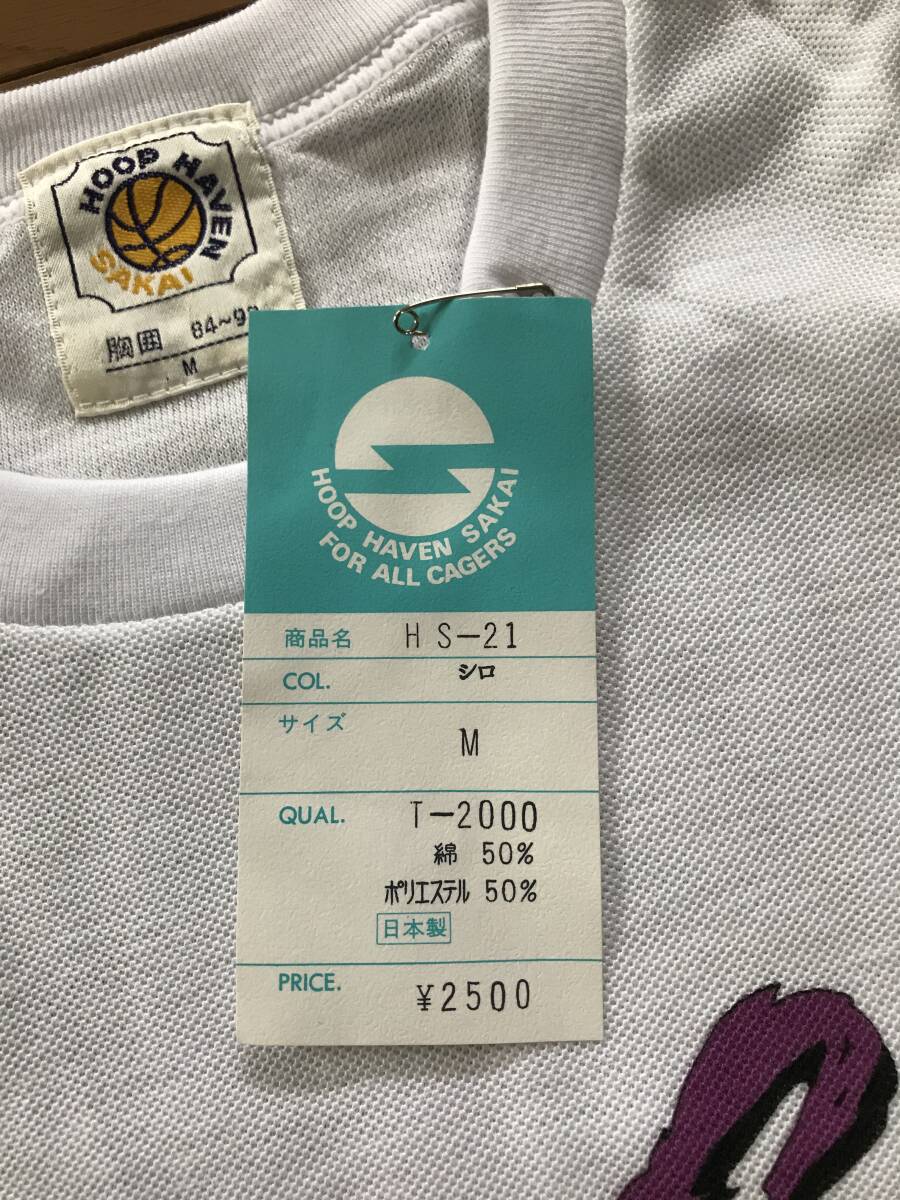 HOOP HAVEN
SAKAI
胸囲
M
HOOP HAVEN SAKAI
FOR ALL CAGERS
商品名 HS-21
COL. シロ
サイズ M
QUAL. T-2000
綿 50%
ポリエステル 50%
日本製
PRICE. ¥2500